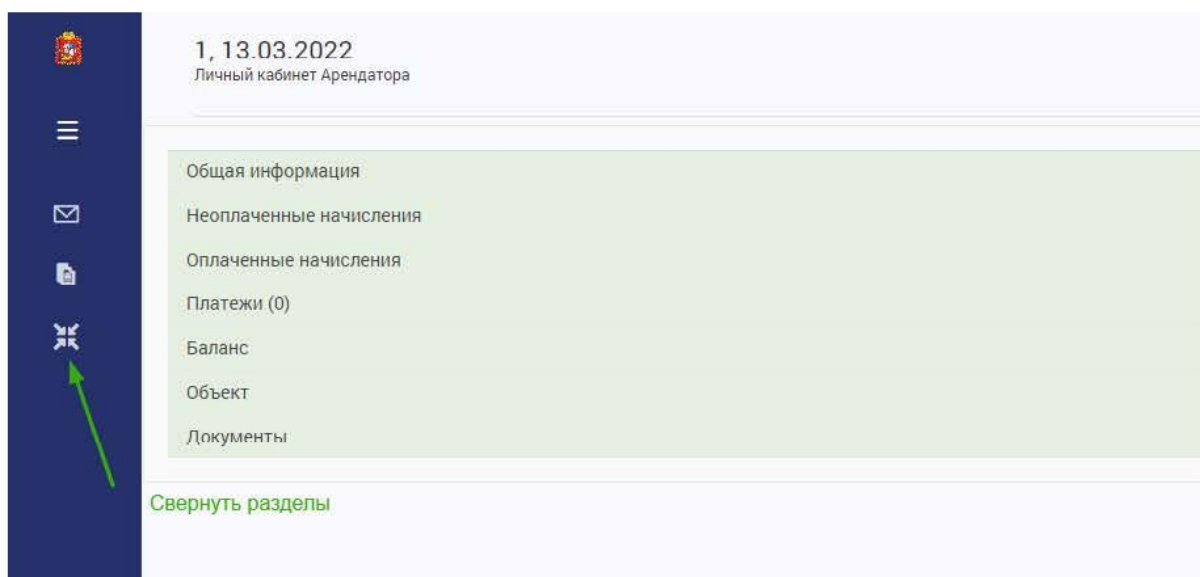 1, 13.03.2022
Личный кабинет Арендатора
Общая информация
Неоплаченные начисления
Оплаченные начисления
Платежи (0)
Баланс
Объект
Документы
Свернуть разделы